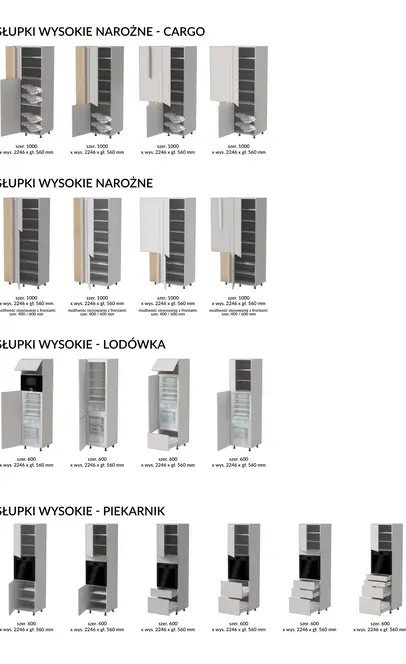 SŁUPKI WYSOKIE NAROŻNE - CARGO
szer. 1000
x wys. 2246 x gł. 560 mm
szer. 1000
x wys. 2246 x gł. 560 mm
szer. 1000
x wys. 2246 x gł. 560 mm
szer. 1000
x wys. 2246 x gł. 560 mm
SŁUPKI WYSOKIE NAROŻNE
szer. 1000
x wys. 2246 x gł. 560 mm
możliwość stosowania z frontami
szer. 400 / 600 mm
szer. 1000
x wys. 2246 x gł. 560 mm
możliwość stosowania z frontami
szer. 400 / 600 mm
szer. 1000
x wys. 2246 x gł. 560 mm
możliwość stosowania z frontami
szer. 400 / 600 mm
szer. 1000
x wys. 2246 x gł. 560 mm
możliwość stosowania z frontami
szer. 400 / 600 mm
SŁUPKI WYSOKIE - LODÓWKA
szer. 600
x wys. 2246 x gł. 560 mm
szer. 600
x wys. 2246 x gł. 560 mm
szer. 600
x wys. 2246 x gł. 560 mm
szer. 600
x wys. 2246 x gł. 560 mm
SŁUPKI WYSOKIE - PIEKARNIK
szer. 600
x wys. 2246 x gł. 560 mm
szer. 600
x wys. 2246 x gł. 560 mm
szer. 600
x wys. 2246 x gł. 560 mm
szer. 600
x wys. 2246 x gł. 560 mm
szer. 600
x wys. 2246 x gł. 560 mm
szer. 600
x wys. 2246 x gł. 560 mm